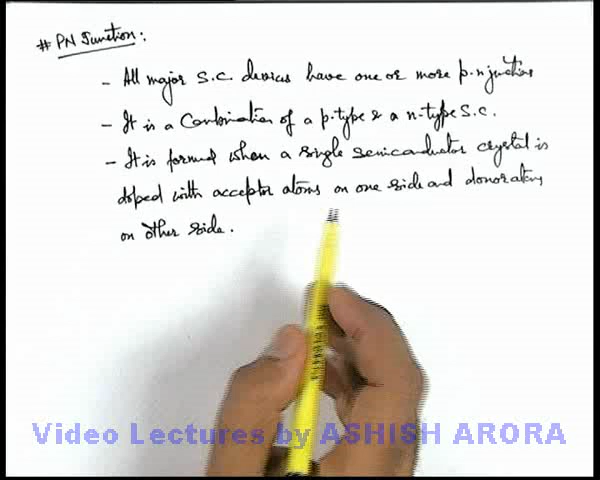 # PN Junction:
- All major S.C. devices have one or more p-n junctions
- It is a Combination of a p-type & a n-type S.C.
- It is formed when a single semiconductor crystal is
doped with acceptor atoms on one side and donor atoms
on other side.
Video Lectures by ASHISH ARORA